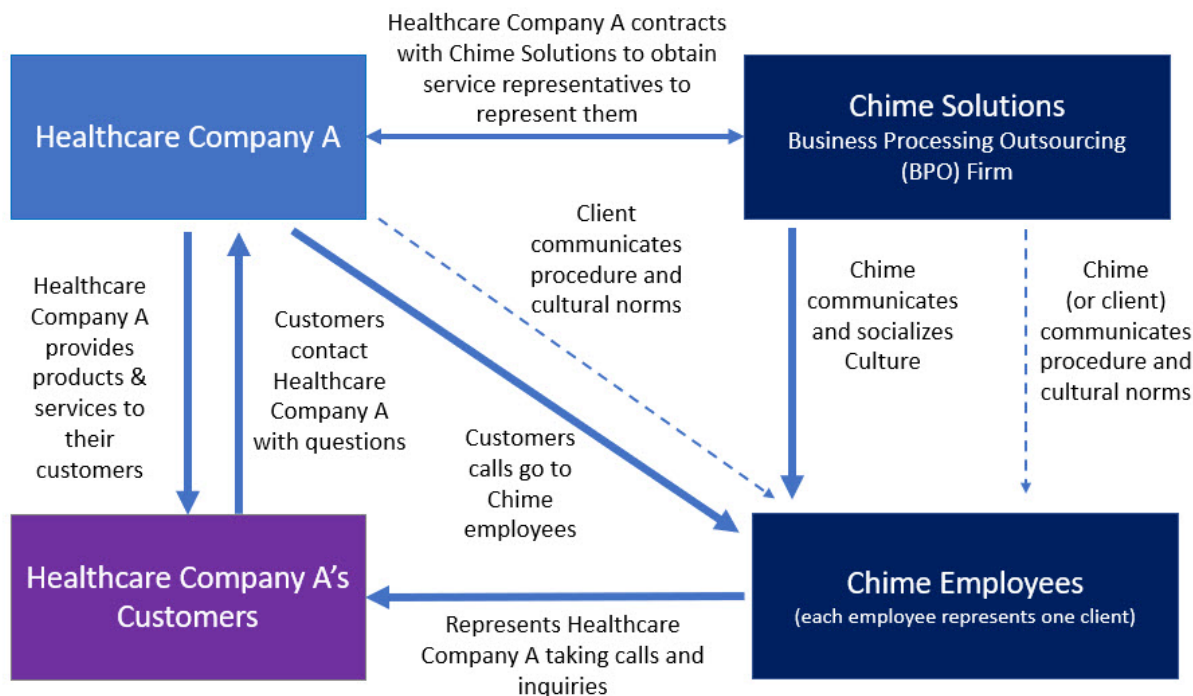 Healthcare Company A contracts
with Chime Solutions to obtain
service representatives to
represent them
Healthcare Company A
Chime Solutions
Business Processing Outsourcing
(BPO) Firm
Client
communicates
procedure and
cultural norms
Healthcare
Company A
provides
products &
services to
their
customers
Customers
contact
Healthcare
Company A
with questions
Chime
communicates
and socializes
Culture
Chime
(or client)
communicates
procedure and
cultural norms
Customers
calls go to
Chime
employees
Healthcare Company A’s
Customers
Chime Employees
(each employee represents one client)
Represents Healthcare
Company A taking calls and
inquiries